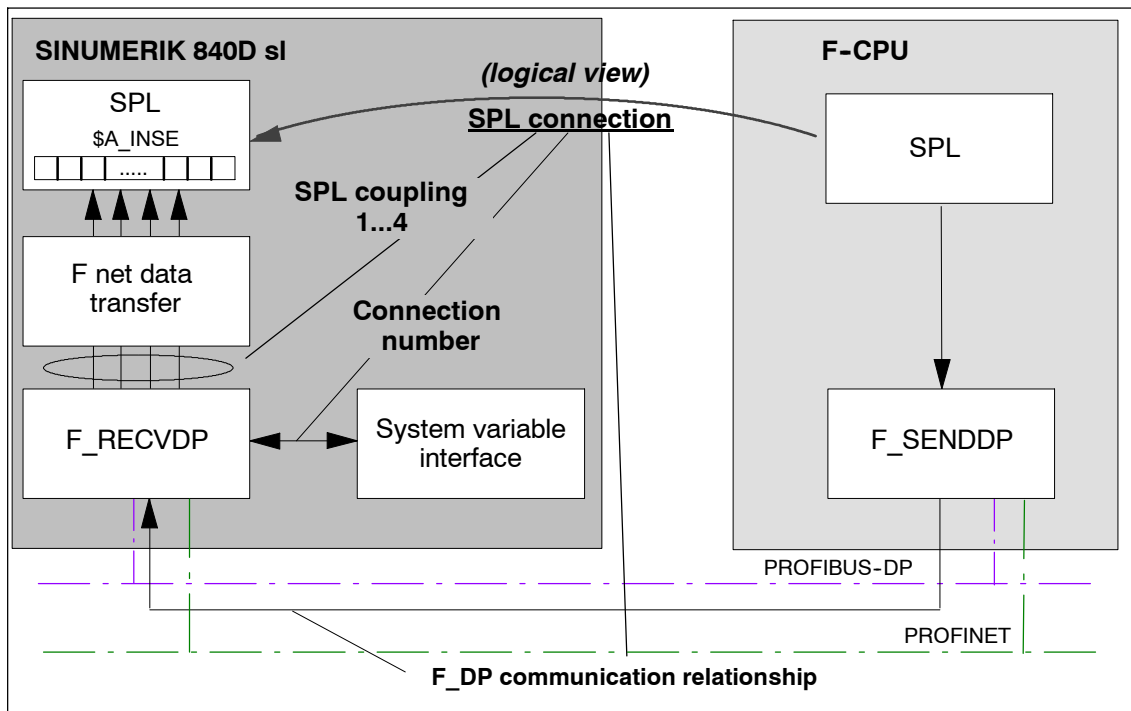 SINUMERIK 840D sl
SPL
$A_INSE
.....
F net data
transfer
F_RECVDP
System variable
interface
(logical view)
SPL connection
SPL coupling
1...4
Connection
number
F-CPU
SPL
F_SENDDP
PROFIBUS-DP
PROFINET
F_DP communication relationship